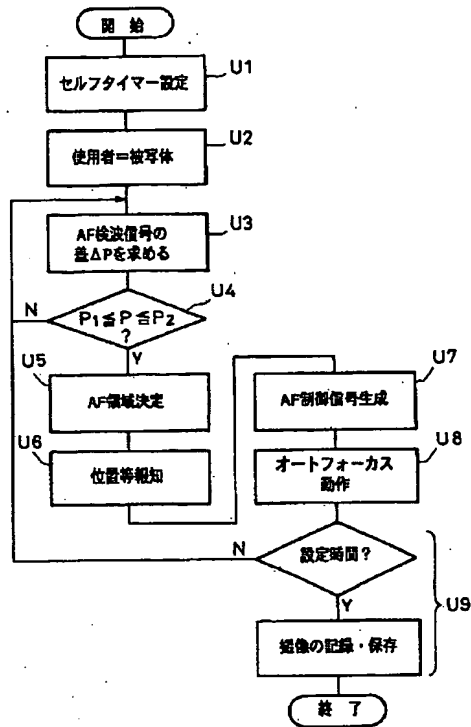 開始
セルフタイマー設定
U1
使用者=被写体
U2
AF検波信号の
差ΔPを求める
U3
P1≦P≦P2
?
U4
N
Y
U5
AF領域決定
U6
位置等報知
U7
AF制御信号生成
U8
オートフォーカス
動作
設定時間?
N
Y
U9
撮像の記録・保存
終了